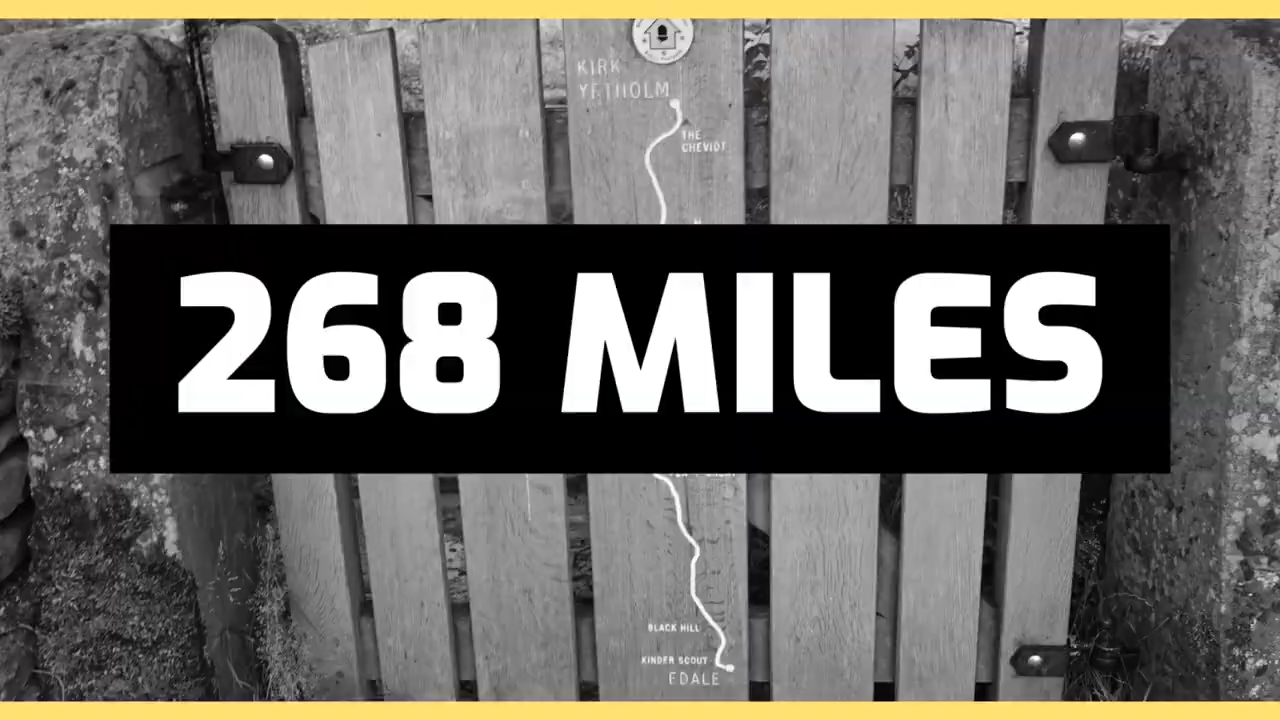 KIRK
YETHOLM
THE
CHEVIOT
268 MILES
BLACK HILL
KINDER SCOUT
EDALE